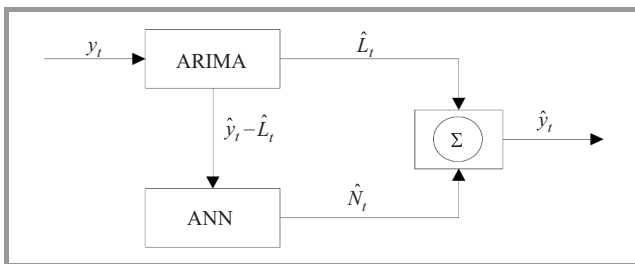 y_t
ARIMA
L̂_t
ŷ_t – L̂_t
Σ
ŷ_t
ANN
N̂_t